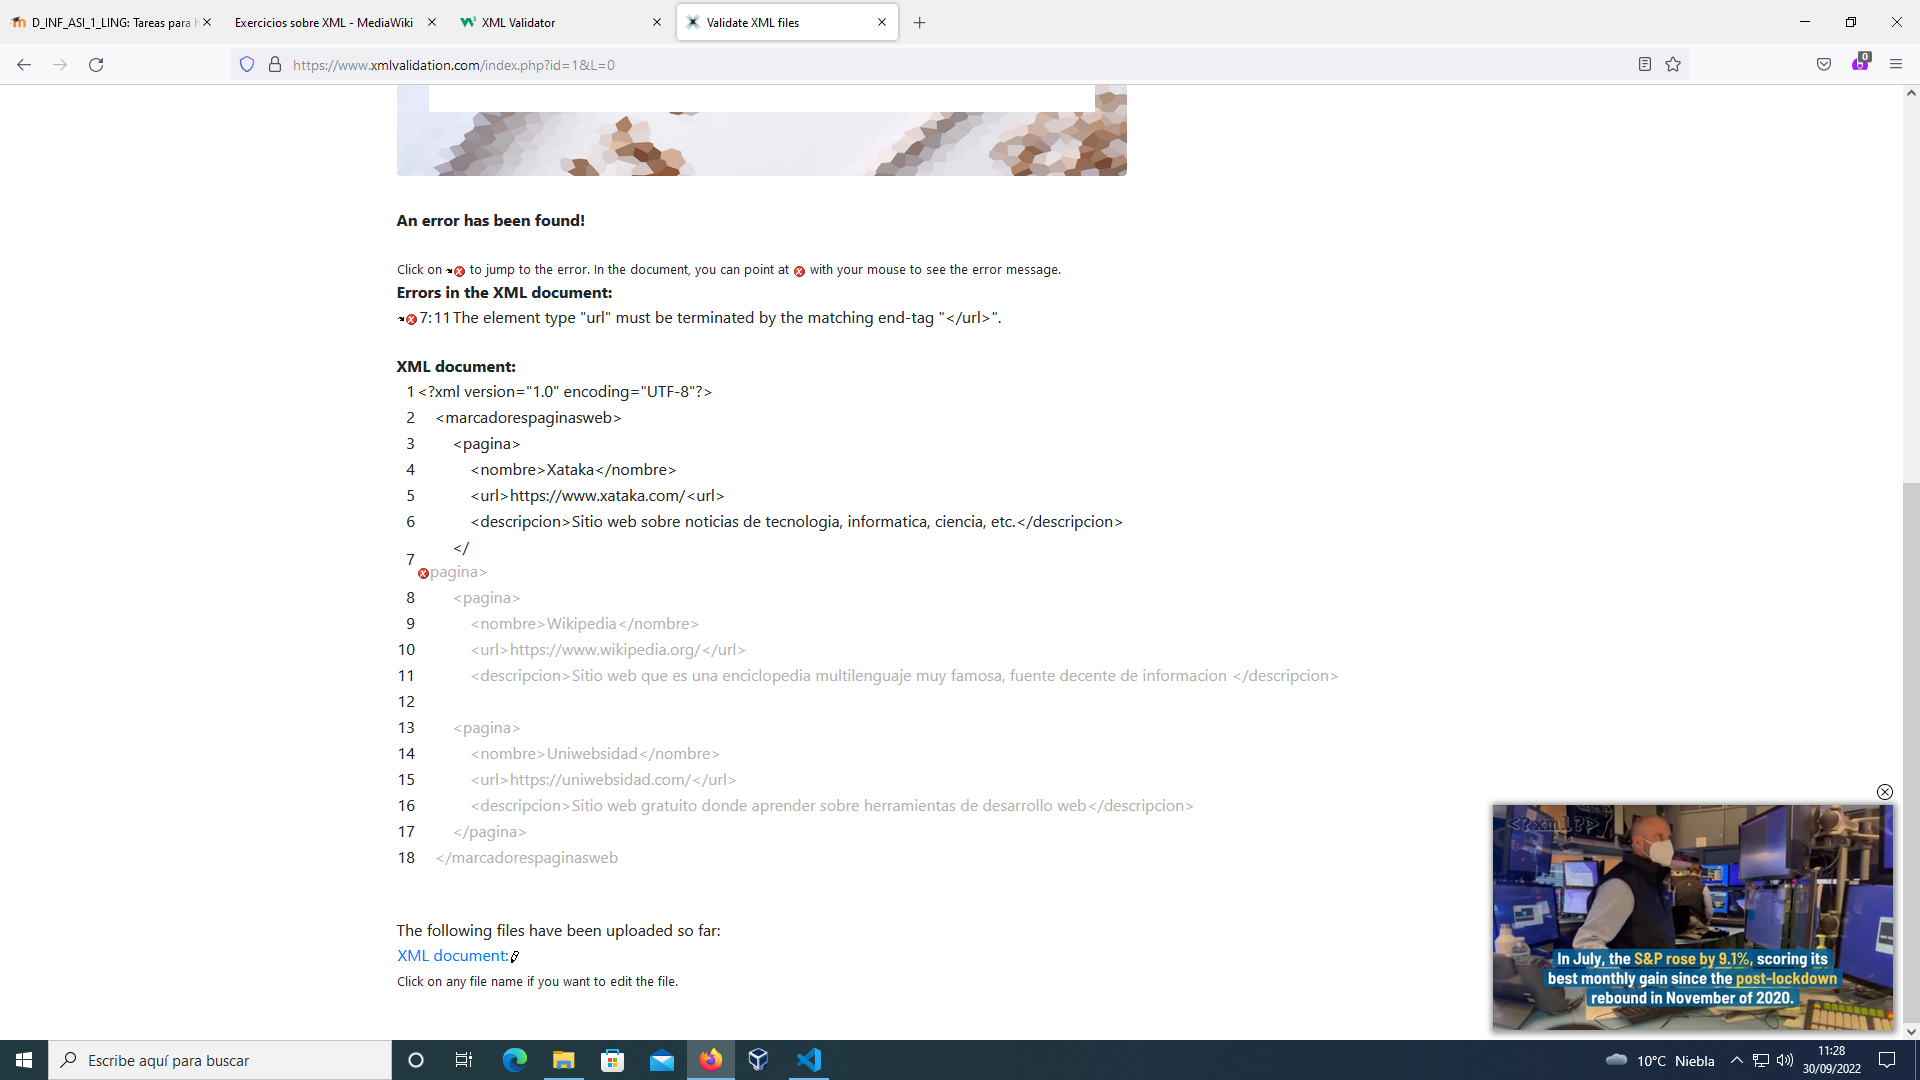 D_INF_ASI_1_LING: Tareas para h
Exercicios sobre XML - MediaWiki
XML Validator
Validate XML files
https://www.xmlvalidation.com/index.php?id=1&L=0
0
An error has been found!
Click on to jump to the error. In the document, you can point at with your mouse to see the error message.
Errors in the XML document:
7:11 The element type "url" must be terminated by the matching end-tag "</url>".
XML document:
1 <?xml version="1.0" encoding="UTF-8"?>
2 <marcadorespaginasweb>
3 <pagina>
4 <nombre>Xataka</nombre>
5 <url>https://www.xataka.com/<url>
6 <descripcion>Sitio web sobre noticias de tecnologia, informatica, ciencia, etc.</descripcion>
7 </
pagina>
8 <pagina>
9 <nombre>Wikipedia</nombre>
10 <url>https://www.wikipedia.org/</url>
11 <descripcion>Sitio web que es una enciclopedia multilenguaje muy famosa, fuente decente de informacion </descripcion>
12
13 <pagina>
14 <nombre>Uniwebsidad</nombre>
15 <url>https://uniwebsidad.com/</url>
16 <descripcion>Sitio web gratuito donde aprender sobre herramientas de desarrollo web</descripcion>
17 </pagina>
18 </marcadorespaginasweb
The following files have been uploaded so far:
XML document:
Click on any file name if you want to edit the file.
<?xml?>
In July, the S&P rose by 9.1%, scoring its
best monthly gain since the post-lockdown
rebound in November of 2020.
Escribe aquí para buscar
10°C Niebla
11:28
30/09/2022